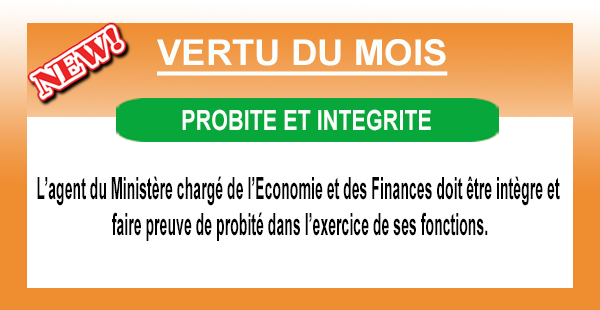 NEW!
VERTU DU MOIS
PROBITE ET INTEGRITE
L'agent du Ministère chargé de l'Economie et des Finances doit être intègre et
faire preuve de probité dans l'exercice de ses fonctions.